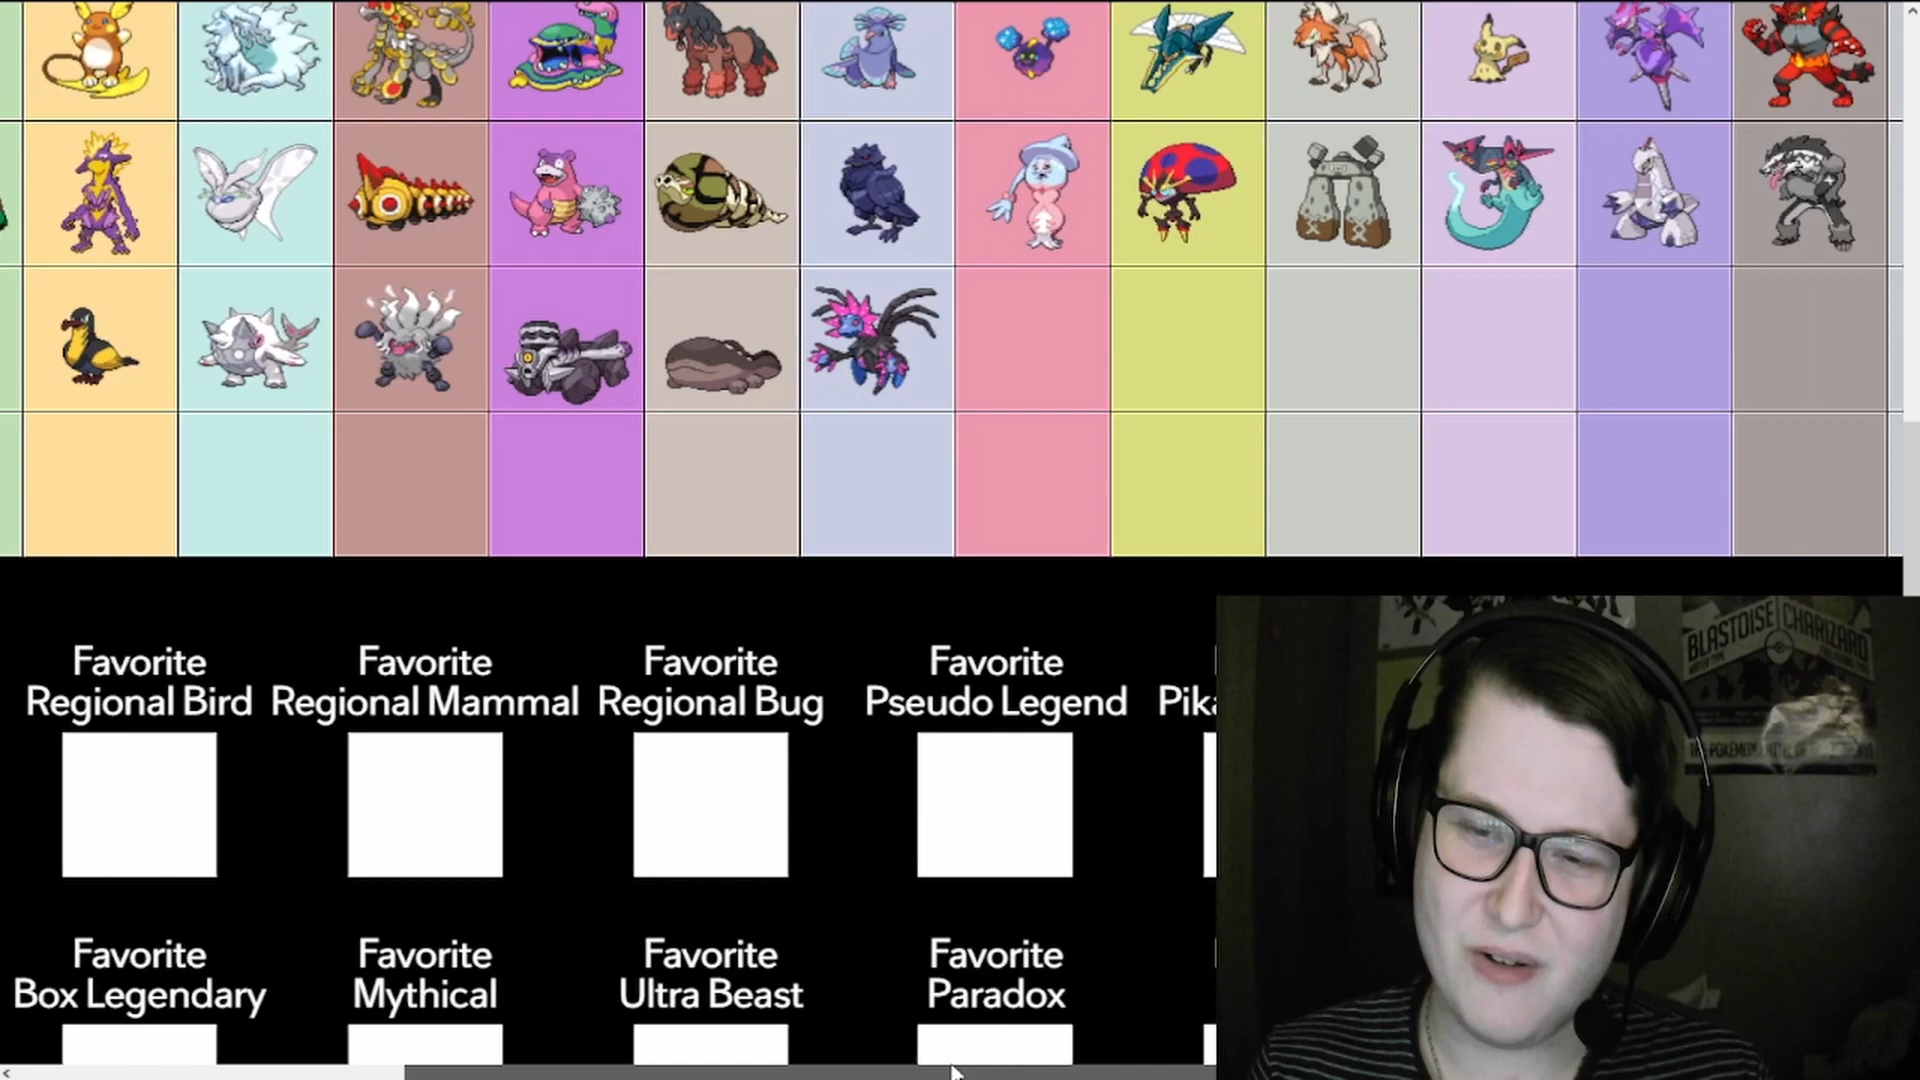 Favorite
Regional Bird
Favorite
Regional Mammal
Favorite
Regional Bug
Favorite
Pseudo Legend
BLASTOISE
CHARIZARD
Favorite
Box Legendary
Favorite
Mythical
Favorite
Ultra Beast
Favorite
Paradox